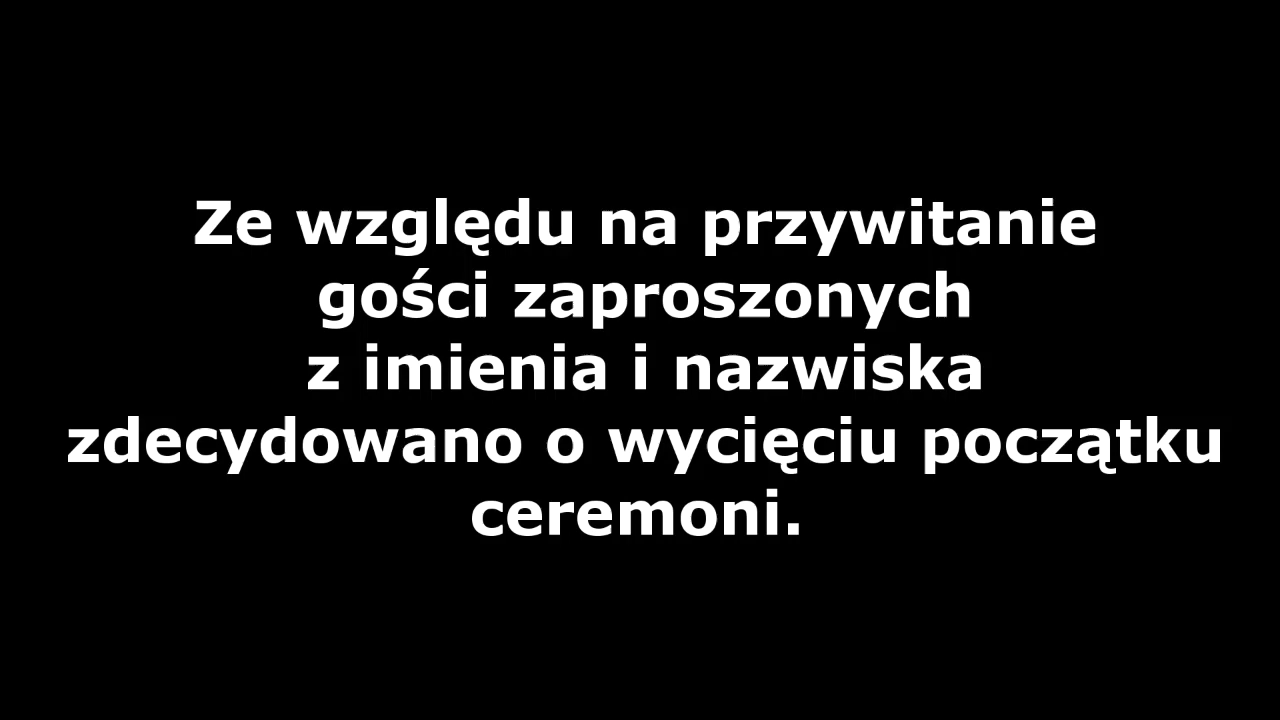 Ze względu na przywitanie
gości zaproszonych
z imienia i nazwiska
zdecydowano o wycięciu początku
ceremoni.